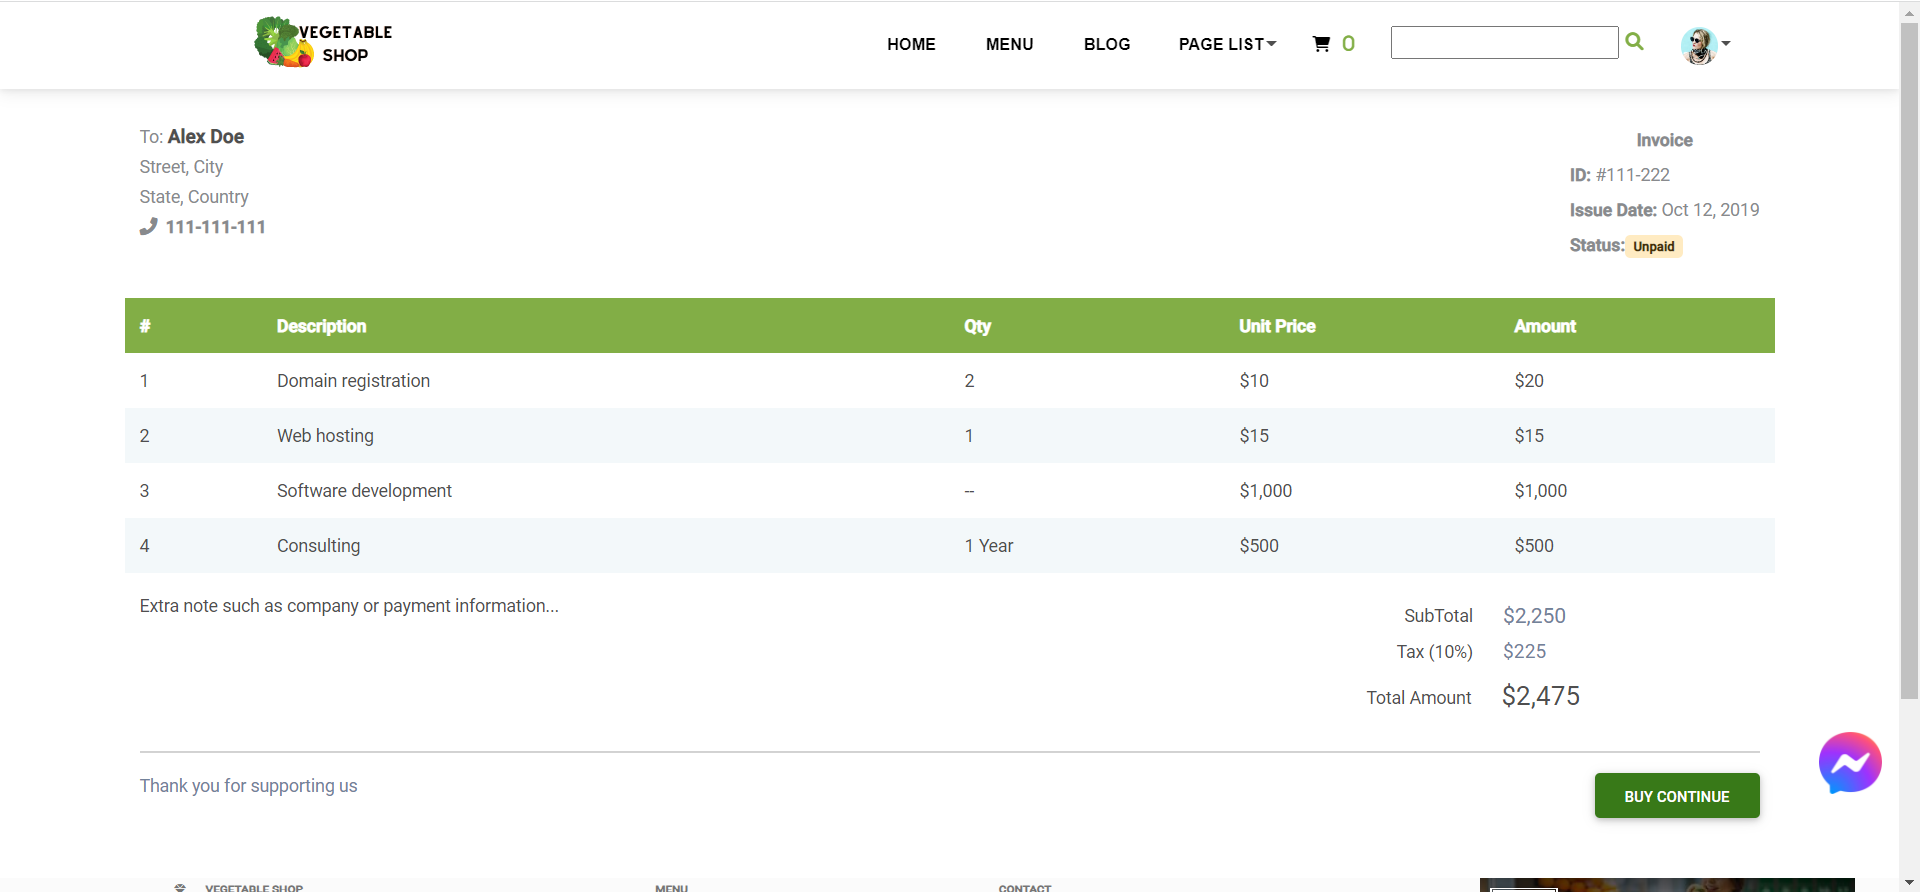 VEGETABLE
SHOP
HOME MENU BLOG PAGE LIST 0
To: Alex Doe
Street, City
State, Country
111-111-111
Invoice
ID: #111-222
Issue Date: Oct 12, 2019
Status: Unpaid
# Description Qty Unit Price Amount
1 Domain registration 2 $10 $20
2 Web hosting 1 $15 $15
3 Software development -- $1,000 $1,000
4 Consulting 1 Year $500 $500
Extra note such as company or payment information...
SubTotal $2,250
Tax (10%) $225
Total Amount $2,475
Thank you for supporting us
BUY CONTINUE
VEGETABLE SHOP MENU CONTACT